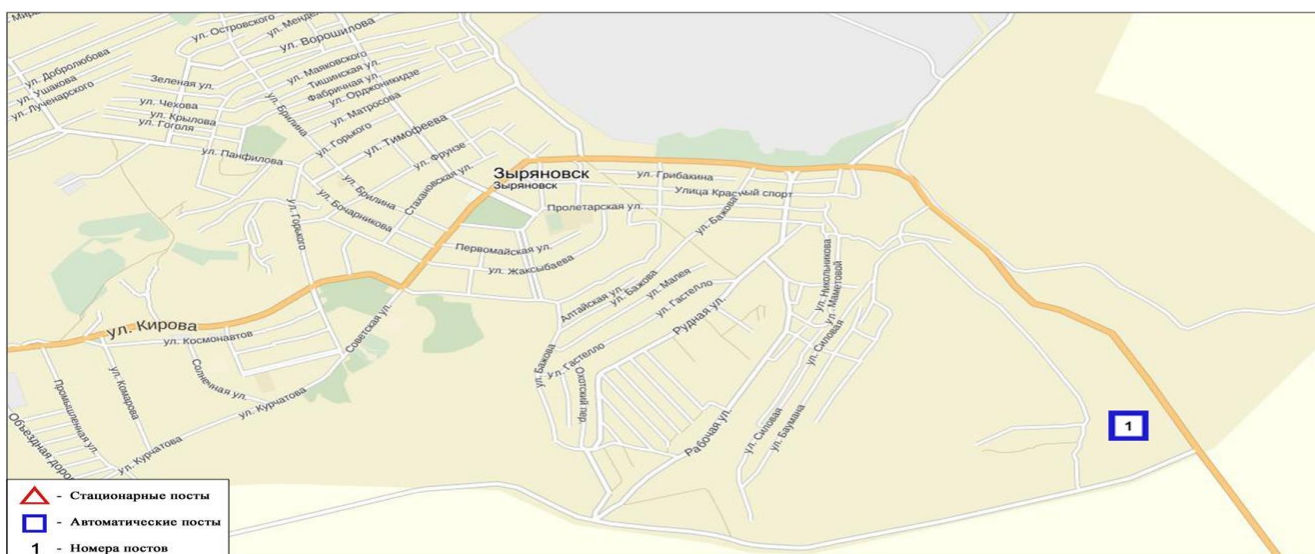 ул. Островского
ул. Ворошилова
ул. Добролюбова
ул. Ушакова
ул. Луначарского
Зеленая ул.
ул. Чехова
ул. Крылова
ул. Гоголя
ул. Маяковского
Тишинская ул.
Фабричная ул.
ул. Орджоникидзе
ул. Матросова
ул. Брилина
ул. Горького
ул. Тимофеева
ул. Панфилова
ул. Фрунзе
Стахановская ул.
Зыряновск
Зыряновск
ул. Грибакина
Улица Красный спорт
Пролетарская ул.
ул. Брилина
ул. Бочарникова
ул. Горького
ул. Бажова
Первомайская ул.
ул. Жаксыбаева
ул. Никольникова
ул. Маметовой
Алтайская ул.
ул. Бажова
ул. Малея
ул. Гастелло
Рудная ул.
ул. Силовая
ул. Кирова
ул. Космонавтов
Советская ул.
ул. Бажова
ул. Гастелло
Охотский пер.
Промышленная ул.
ул. Комарова
Солнечная ул.
ул. Курчатова
ул. Курчатова
Рабочая ул.
ул. Силовая
ул. Баумана
1
- Стационарные посты
- Автоматические посты
1 - Номера постов